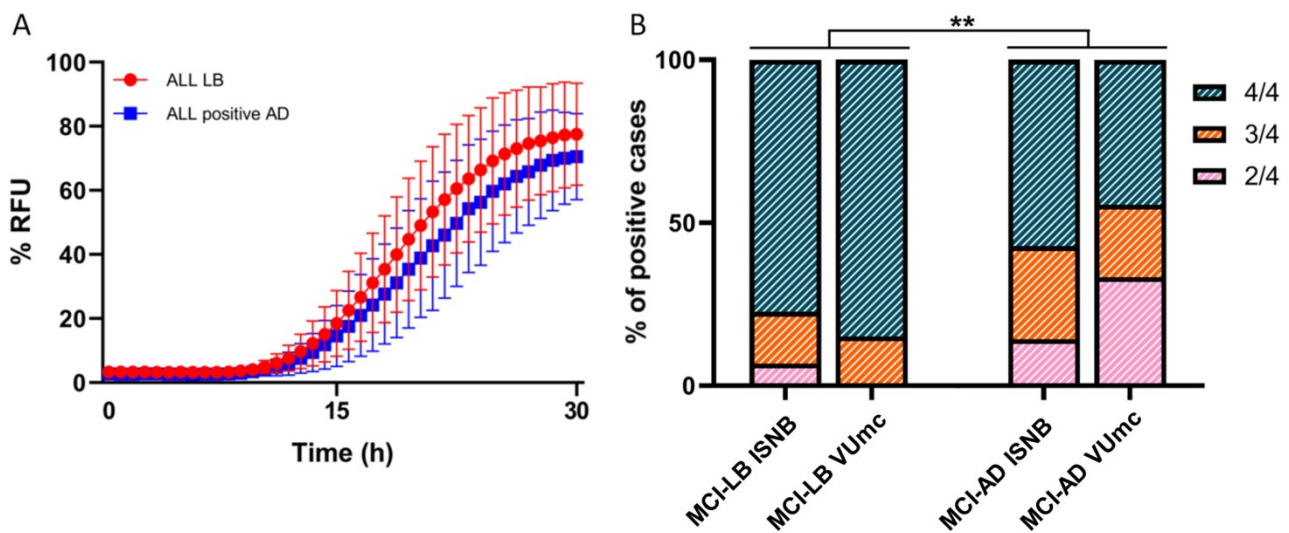 A
100
80
60
40
20
0
% RFU
ALL LB
ALL positive AD
0
15
30
Time (h)
B
**
100
50
0
% of positive cases
4/4
3/4
2/4
MCI-LB ISNB
MCI-LB VUmc
MCI-AD ISNB
MCI-AD VUmc